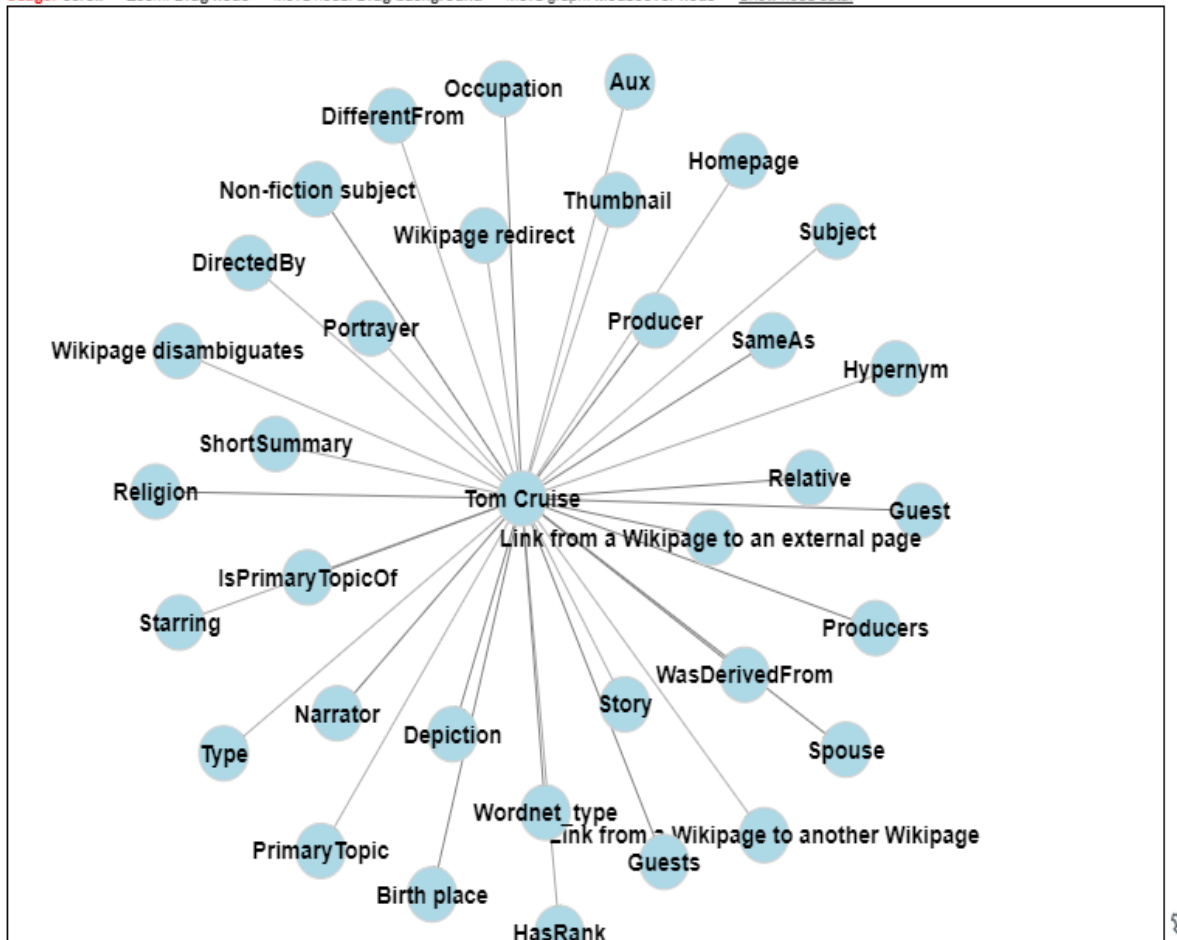 Occupation
Aux
DifferentFrom
Homepage
Non-fiction subject
Thumbnail
Wikipage redirect
Subject
DirectedBy
Portrayer
Producer
SameAs
Wikipage disambiguates
Hypernym
ShortSummary
Religion
Relative
Tom Cruise
Guest
Link from a Wikipage to an external page
IsPrimaryTopicOf
Starring
Producers
WasDerivedFrom
Narrator
Story
Depiction
Type
Spouse
Wordnet_type
Link from a Wikipage to another Wikipage
PrimaryTopic
Guests
Birth place
HasRank